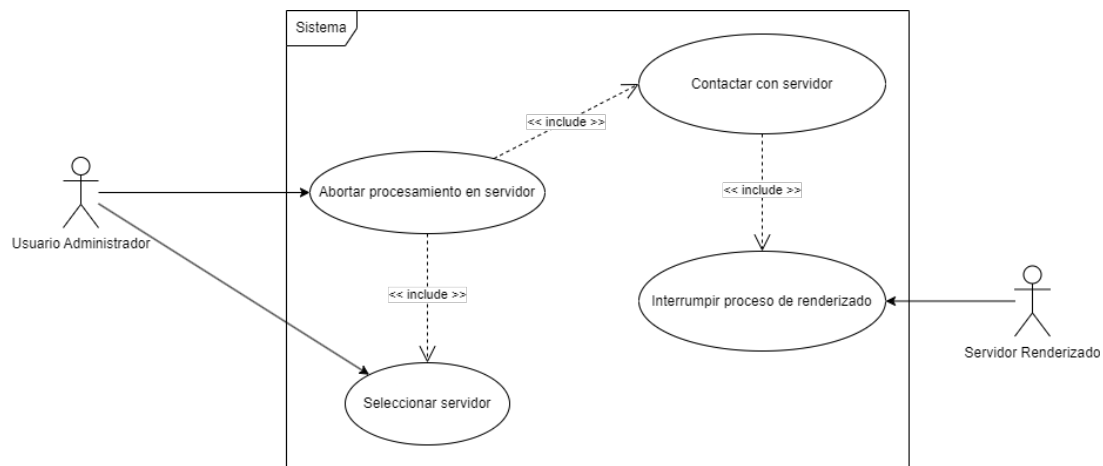 Sistema
Contactar con servidor
<< include >>
Abortar procesamiento en servidor
<< include >>
Usuario Administrador
<< include >>
Interrumpir proceso de renderizado
Servidor Renderizado
Seleccionar servidor